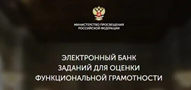 МИНИСТЕРСТВО ПРОСВЕЩЕНИЯ
РОССИЙСКОЙ ФЕДЕРАЦИИ
ЭЛЕКТРОННЫЙ БАНК
ЗАДАНИЙ ДЛЯ ОЦЕНКИ
ФУНКЦИОНАЛЬНОЙ ГРАМОТНОСТИ